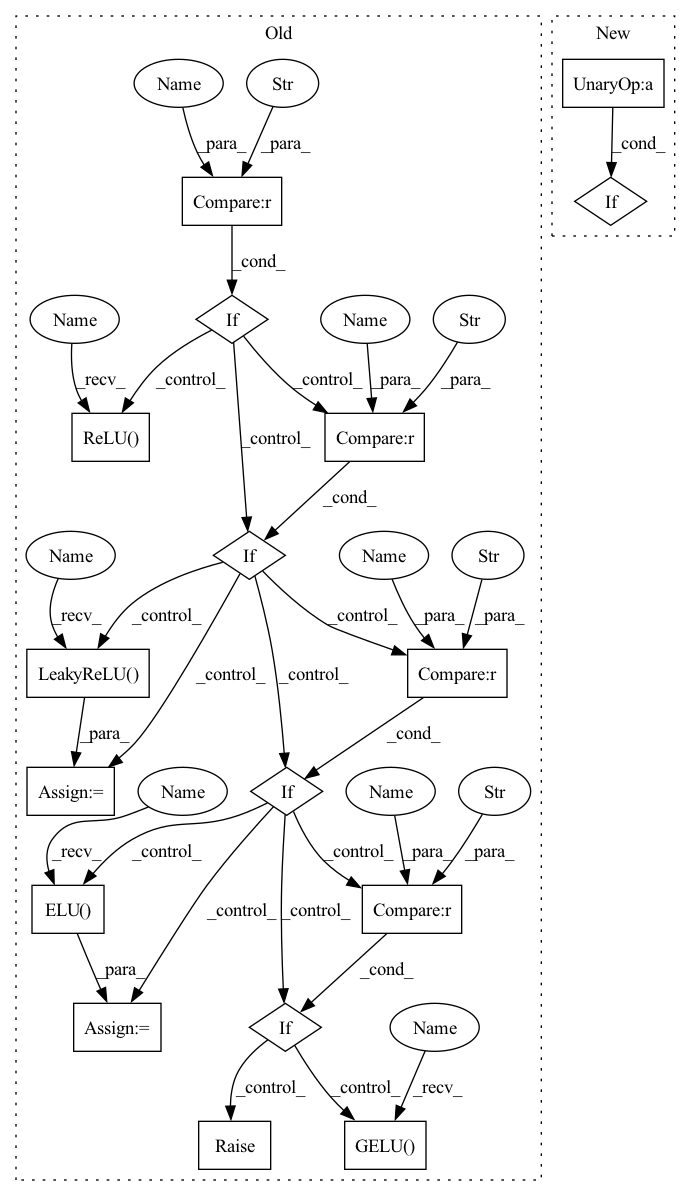 Old
New
Name
Str
UnaryOp:a
_para_
_para_
_cond_
Compare:r
If
_cond_
Name
If
Name
Str
_recv_
_control_
_control_
_para_
_para_
ReLU()
_control_
Compare:r
_cond_
Name
If
Name
Str
_recv_
_control_
_control_
_para_
_para_
LeakyReLU()
_control_
_control_
Compare:r
_para_
_cond_
Assign:=
Name
If
Name
Str
_recv_
_control_
_control_
_para_
_para_
ELU()
_control_
_control_
Compare:r
_para_
_cond_
Assign:=
If
Name
_control_
_control_
_recv_
Raise
GELU()